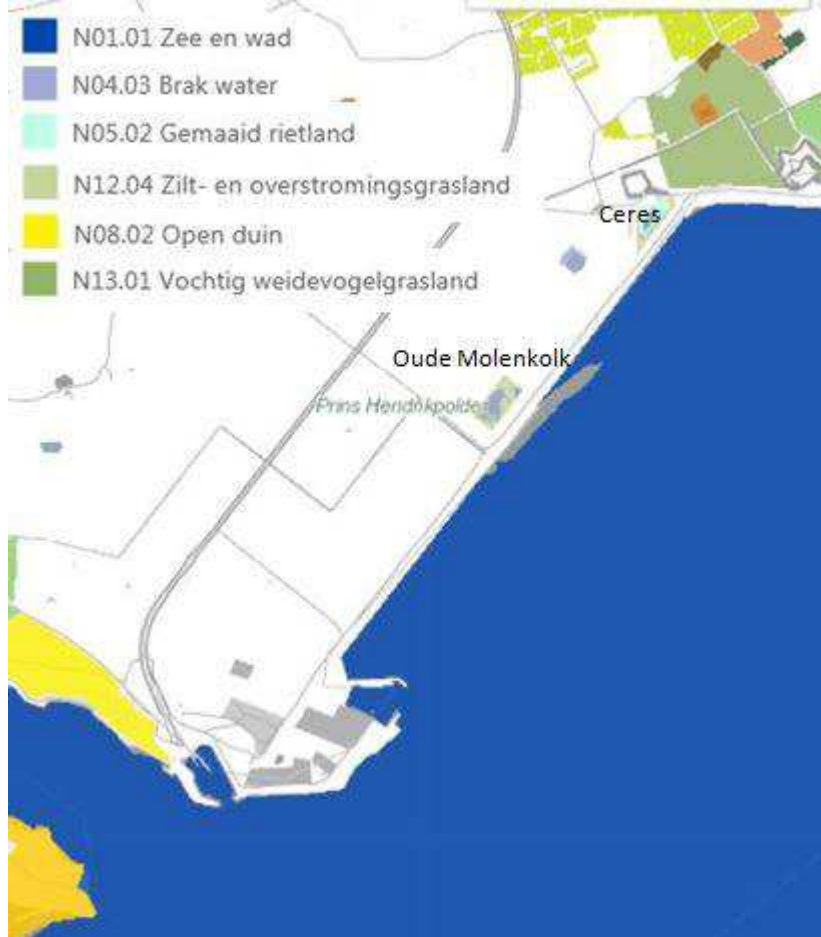 N01.01 Zee en wad
N04.03 Brak water
N05.02 Gemaaid rietland
N12.04 Zilt- en overstromingsgrasland
N08.02 Open duin
N13.01 Vochtig weidevogelgrasland
Ceres
Oude Molenkolk
Prins Hendrikpolder